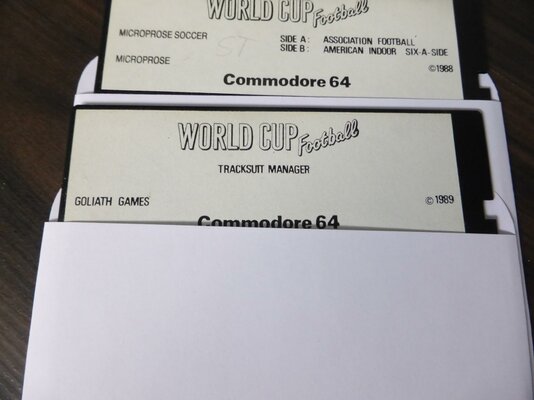 WORLD CUP Football
MICROPROSE SOCCER
SIDE A: ASSOCIATION FOOTBALL
SIDE B: AMERICAN INDOOR SIX-A-SIDE
MICROPROSE
ST
©1988
Commodore 64
WORLD CUP Football
TRACKSUIT MANAGER
GOLIATH GAMES
©1989
Commodore 64